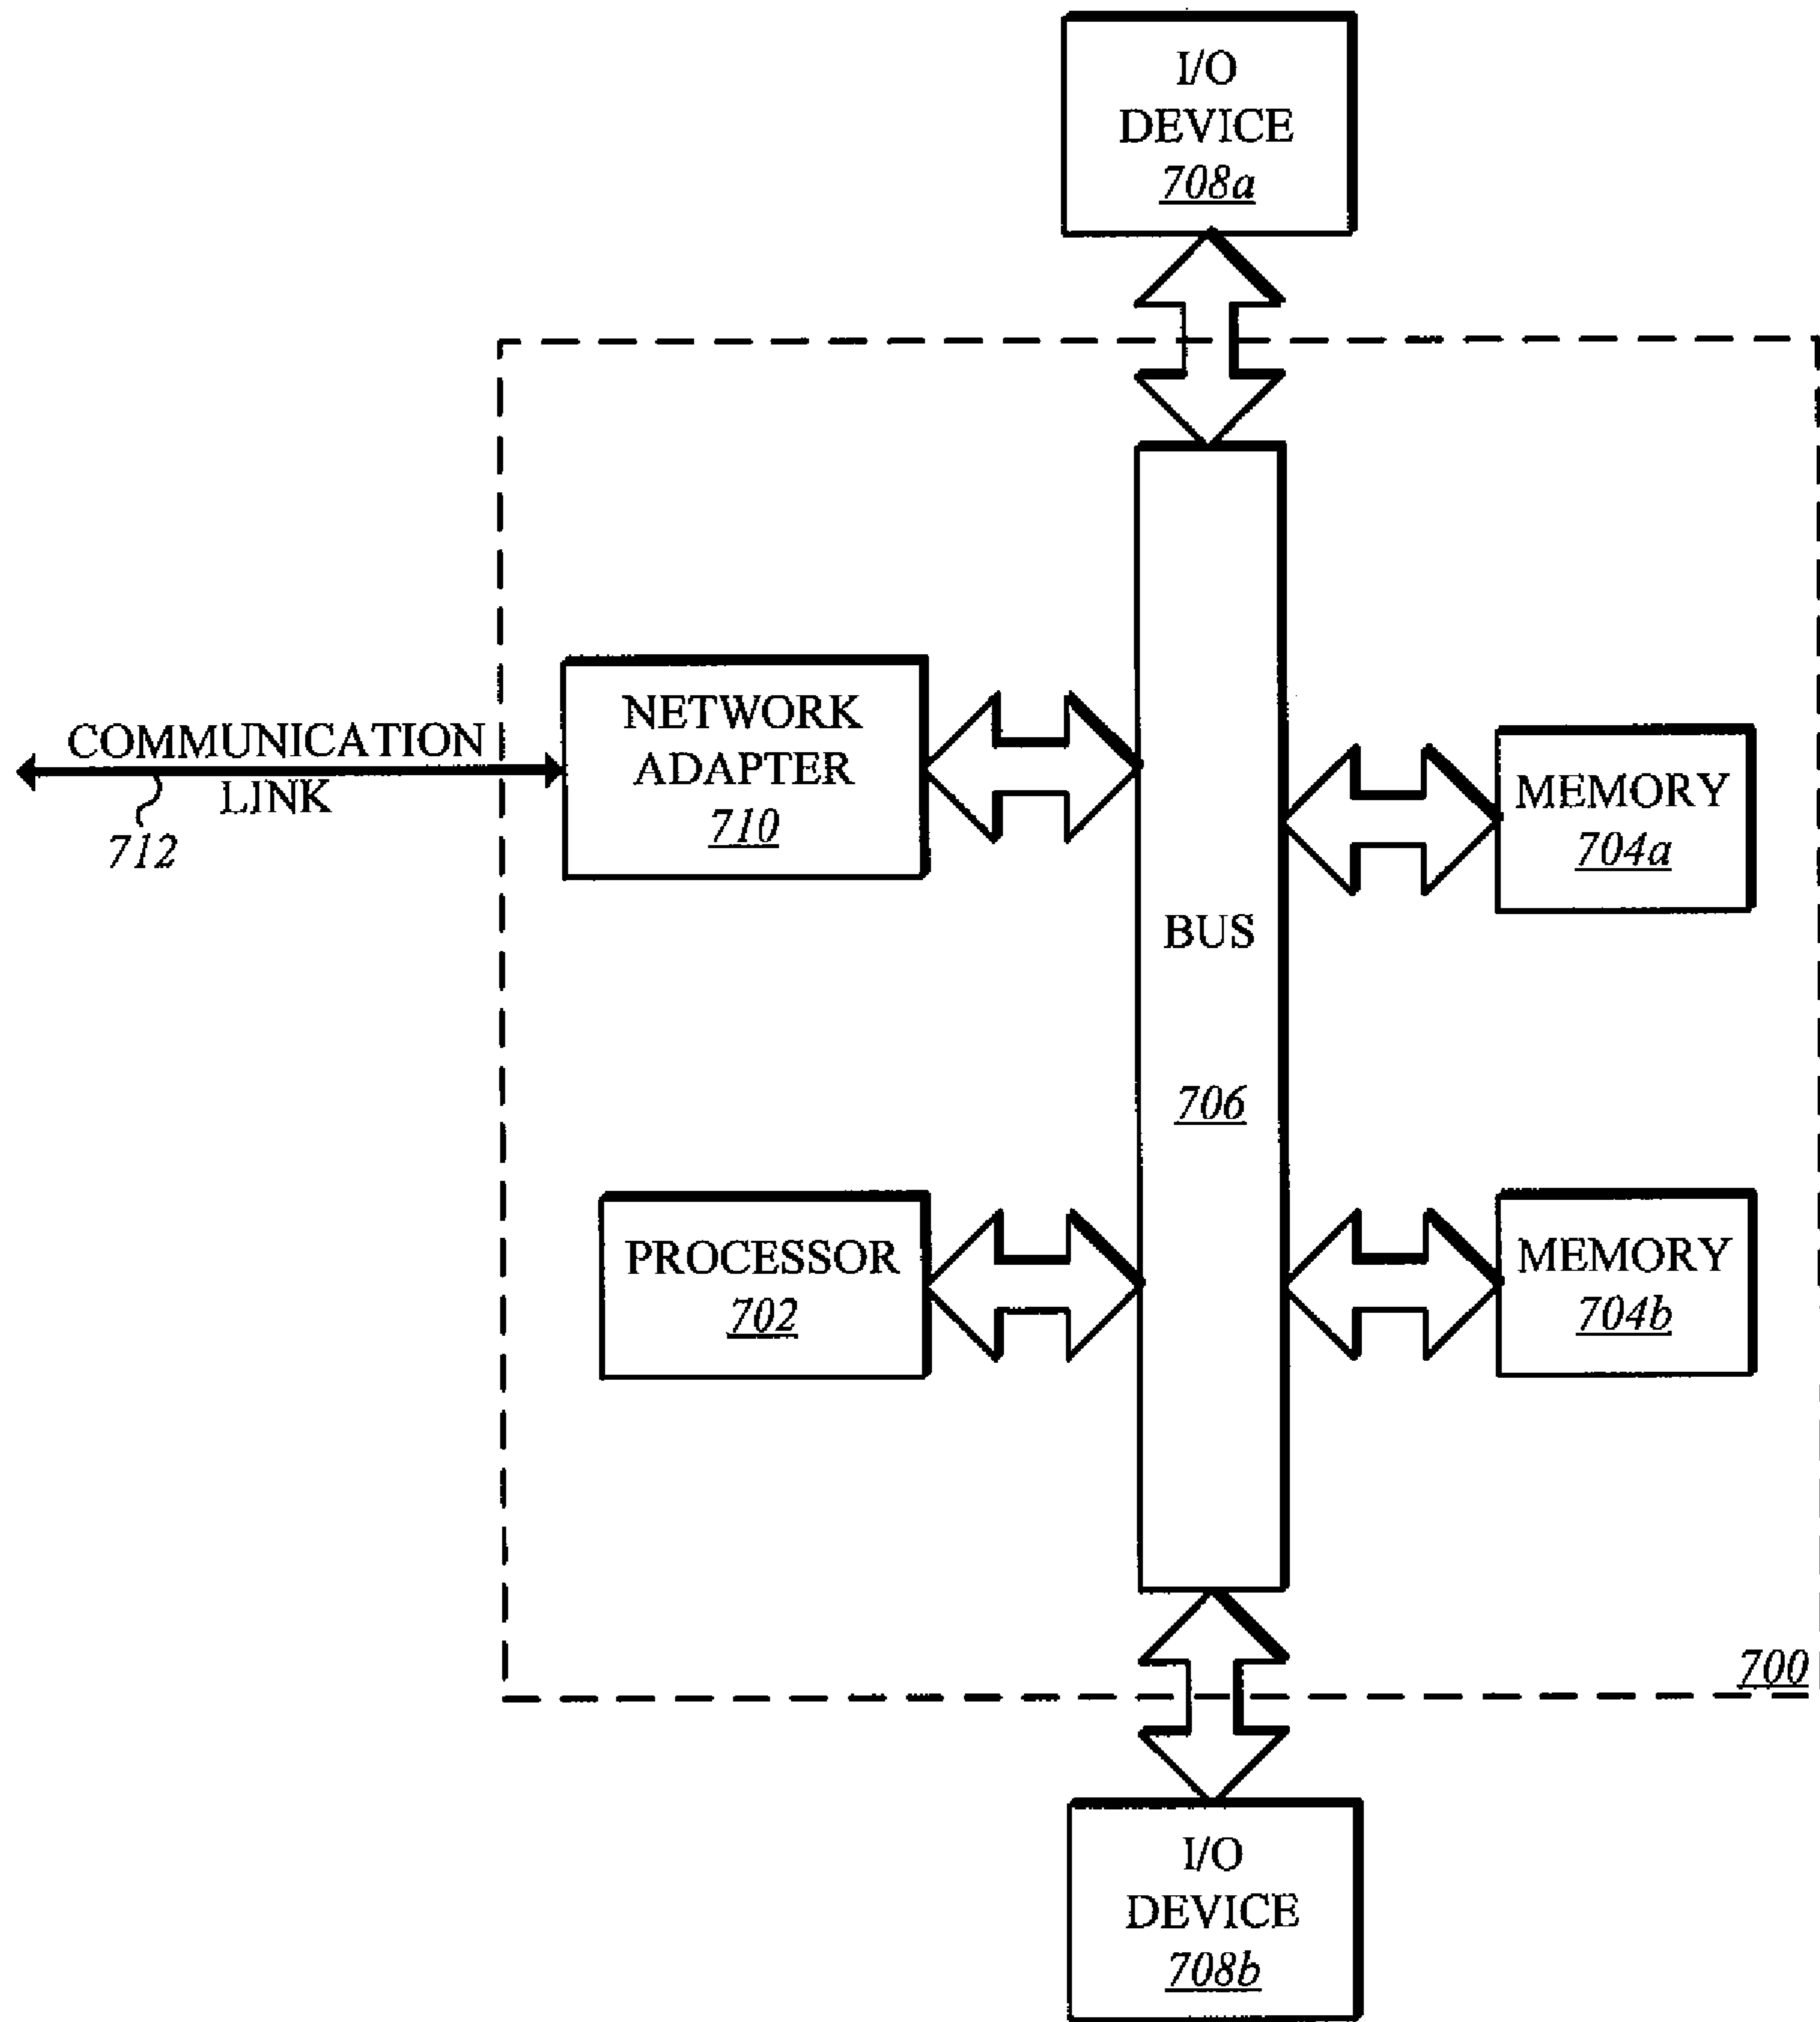 I/O
DEVICE
708a
COMMUNICATION
LINK
712
NETWORK
ADAPTER
710
MEMORY
704a
BUS
706
PROCESSOR
702
MEMORY
704b
700
I/O
DEVICE
708b